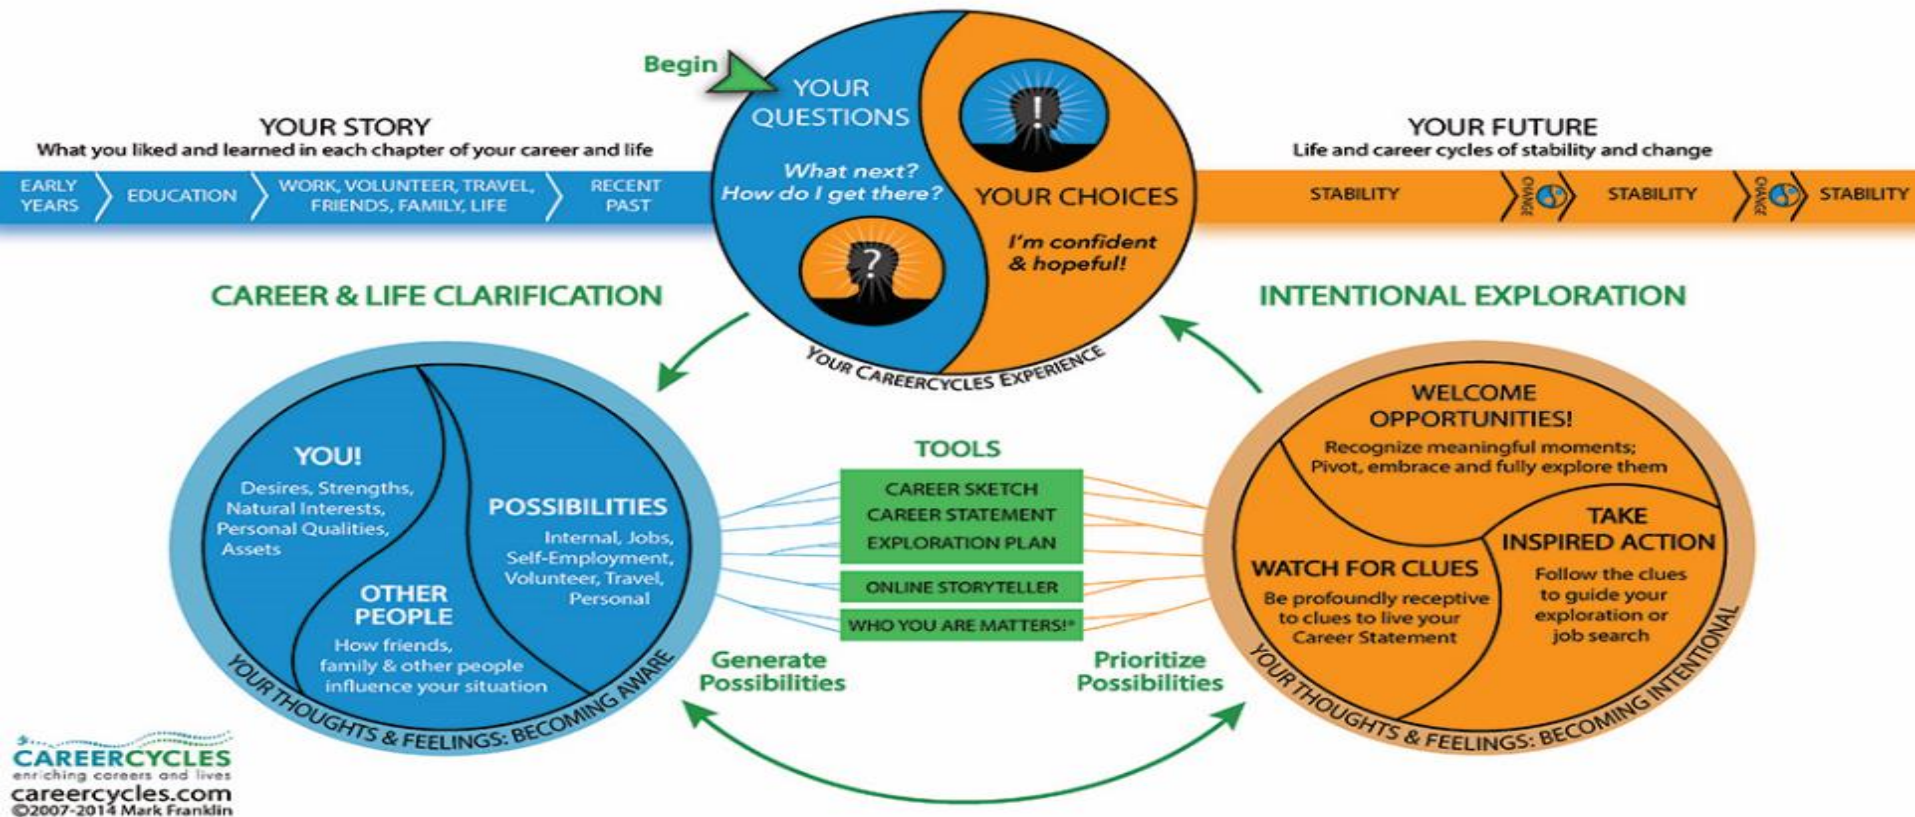 Begin
YOUR STORY
What you liked and learned in each chapter of your career and life
EARLY
YEARS
EDUCATION
WORK, VOLUNTEER, TRAVEL,
FRIENDS, FAMILY, LIFE
RECENT
PAST
YOUR
QUESTIONS
What next?
How do I get there?
?
!
YOUR CHOICES
I'm confident
& hopeful!
YOUR CAREERCYCLES EXPERIENCE
YOUR FUTURE
Life and career cycles of stability and change
STABILITY
CHANGE
STABILITY
CHANGE
STABILITY
CAREER & LIFE CLARIFICATION
YOU!
Desires, Strengths,
Natural Interests,
Personal Qualities,
Assets
OTHER
PEOPLE
How friends,
family & other people
influence your situation
POSSIBILITIES
Internal, Jobs,
Self-Employment,
Volunteer, Travel,
Personal
YOUR THOUGHTS & FEELINGS: BECOMING AWARE
TOOLS
CAREER SKETCH
CAREER STATEMENT
EXPLORATION PLAN
ONLINE STORYTELLER
WHO YOU ARE MATTERS!®
Generate
Possibilities
Prioritize
Possibilities
INTENTIONAL EXPLORATION
WELCOME
OPPORTUNITIES!
Recognize meaningful moments;
Pivot, embrace and fully explore them
TAKE
INSPIRED ACTION
Follow the clues
to guide your
exploration or
job search
WATCH FOR CLUES
Be profoundly receptive
to clues to live your
Career Statement
YOUR THOUGHTS & FEELINGS: BECOMING INTENTIONAL
CAREERCYCLES
enriching careers and lives
careercycles.com
©2007-2014 Mark Franklin